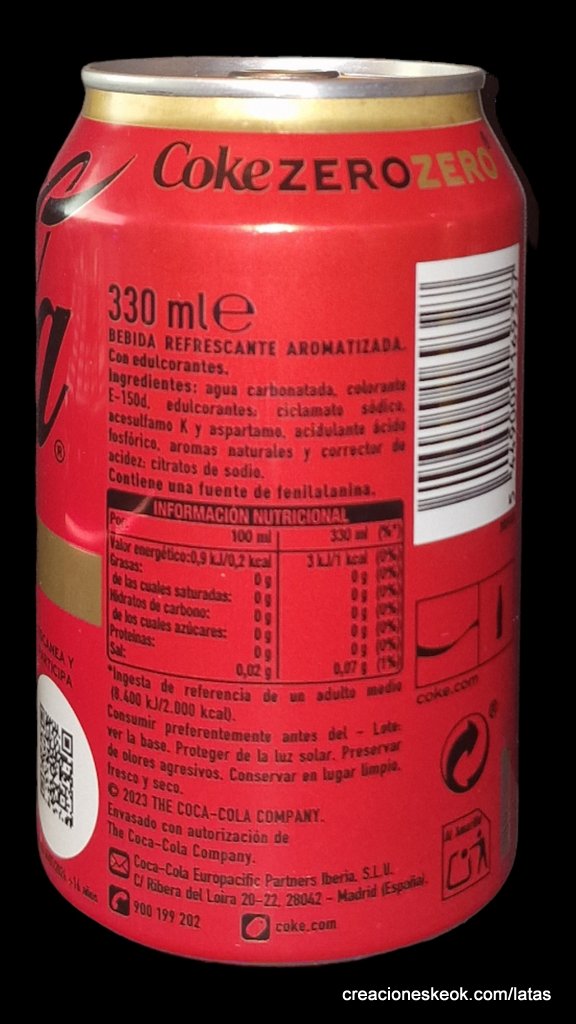 Coke ZERO ZERO
a
®
330 ml ℮
BEBIDA REFRESCANTE AROMATIZADA.
Con edulcorantes.
Ingredientes: agua carbonatada, colorante
E-150d, edulcorantes: ciclamato sódico,
acesulfamo K y aspartamo, acidulante ácido
fosfórico, aromas naturales y corrector de
acidez: citratos de sodio.
Contiene una fuente de fenilalanina.
INFORMACIÓN NUTRICIONAL
Por: 100 ml 330 ml (%*)
Valor energético: 0,9 kJ/0,2 kcal 3 kJ/1 kcal (0%)
Grasas: 0 g 0 g (0%)
de las cuales saturadas: 0 g 0 g (0%)
Hidratos de carbono: 0 g 0 g (0%)
de los cuales azúcares: 0 g 0 g (0%)
Proteínas: 0 g 0 g (0%)
Sal: 0,02 g 0,07 g (1%)
*Ingesta de referencia de un adulto medio
(8.400 kJ/2.000 kcal).
Consumir preferentemente antes del - Lote:
ver la base. Proteger de la luz solar. Preservar
de olores agresivos. Conservar en lugar limpio,
fresco y seco.
© 2023 THE COCA-COLA COMPANY.
Envasado con autorización de
The Coca-Cola Company.
Coca-Cola Europacific Partners Iberia, S.L.U.
C/ Ribera del Loira 20-22, 28042 - Madrid (España).
900 199 202 coke.com
coke.com
®
Al Amarillo
Y
PARTICIPA
creacioneskeok.com/latas